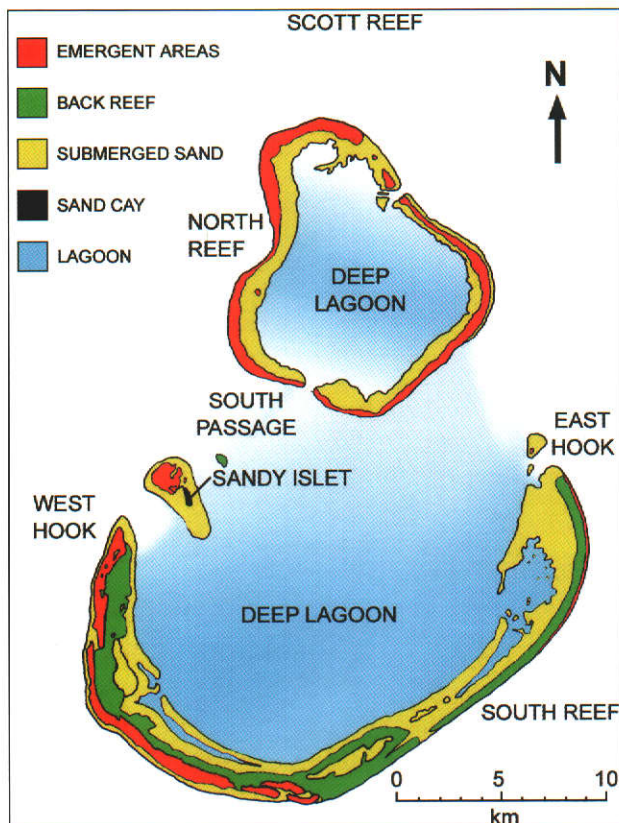 SCOTT REEF
EMERGENT AREAS
BACK REEF
SUBMERGED SAND
SAND CAY
LAGOON
N
NORTH
REEF
DEEP
LAGOON
SOUTH
PASSAGE
EAST
HOOK
SANDY ISLET
WEST
HOOK
DEEP LAGOON
SOUTH REEF
0 5 10
km